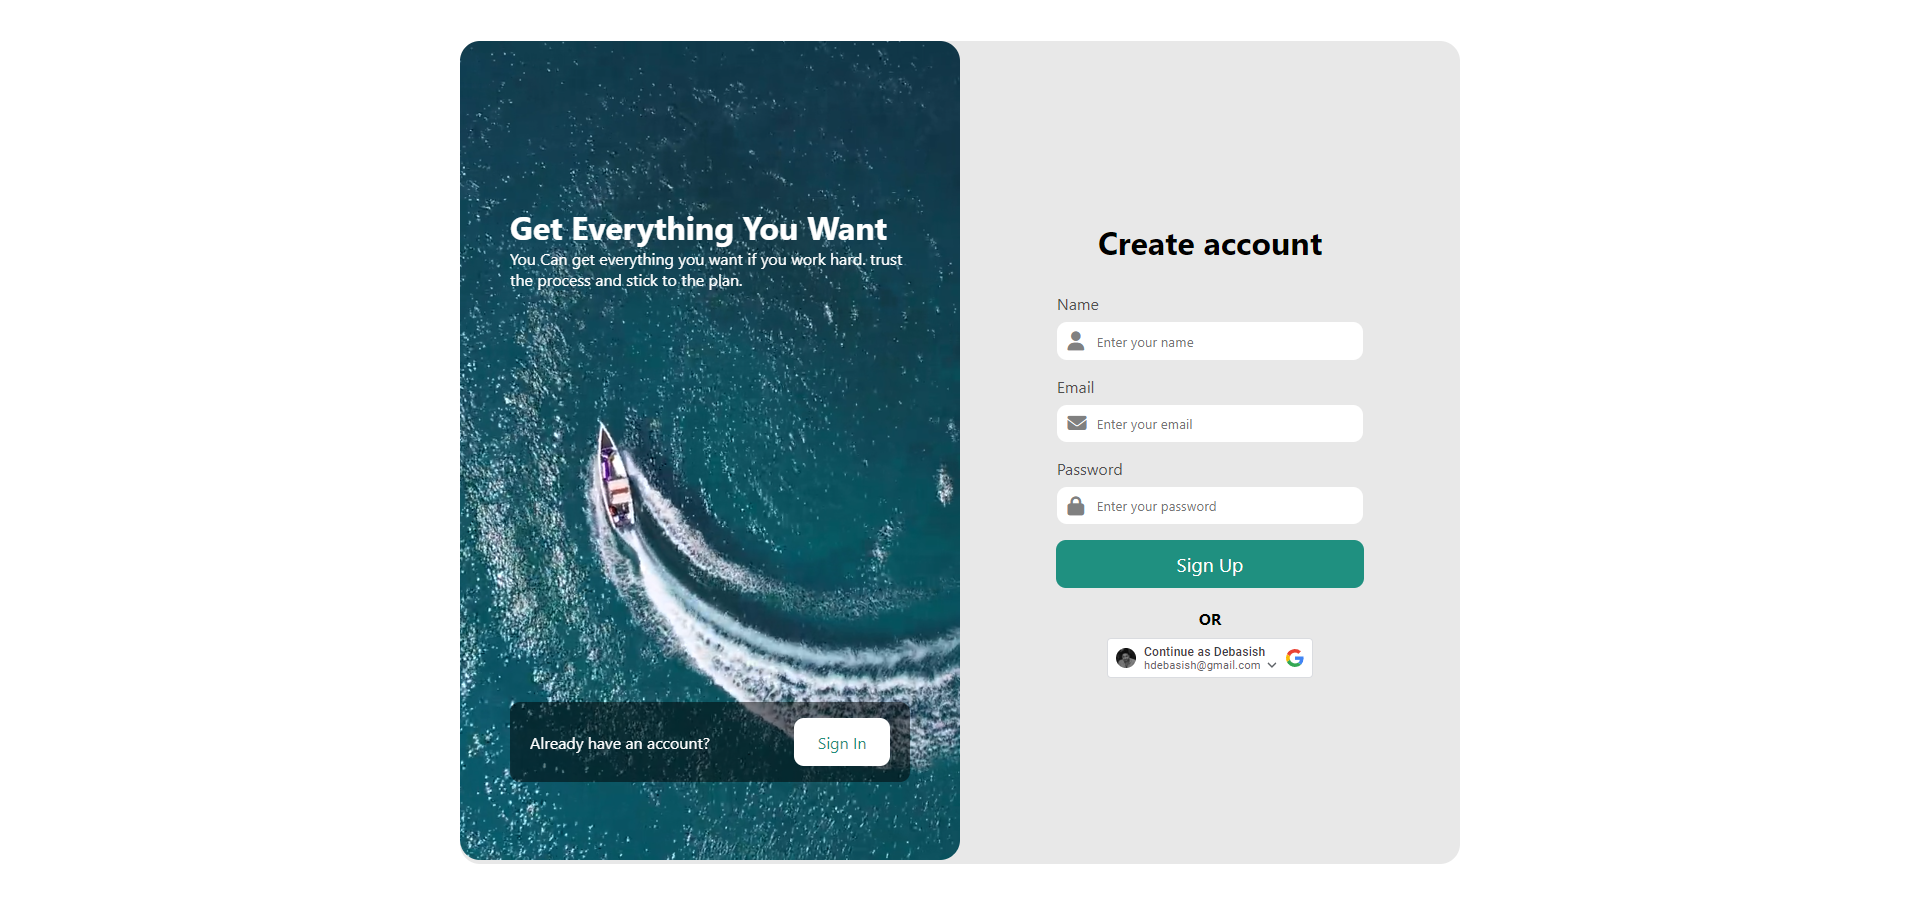 Get Everything You Want
You Can get everything you want if you work hard. trust
the process and stick to the plan.
Already have an account?
Sign In
Create account
Name
Enter your name
Email
Enter your email
Password
Enter your password
Sign Up
OR
Continue as Debasish
hdebasish@gmail.com